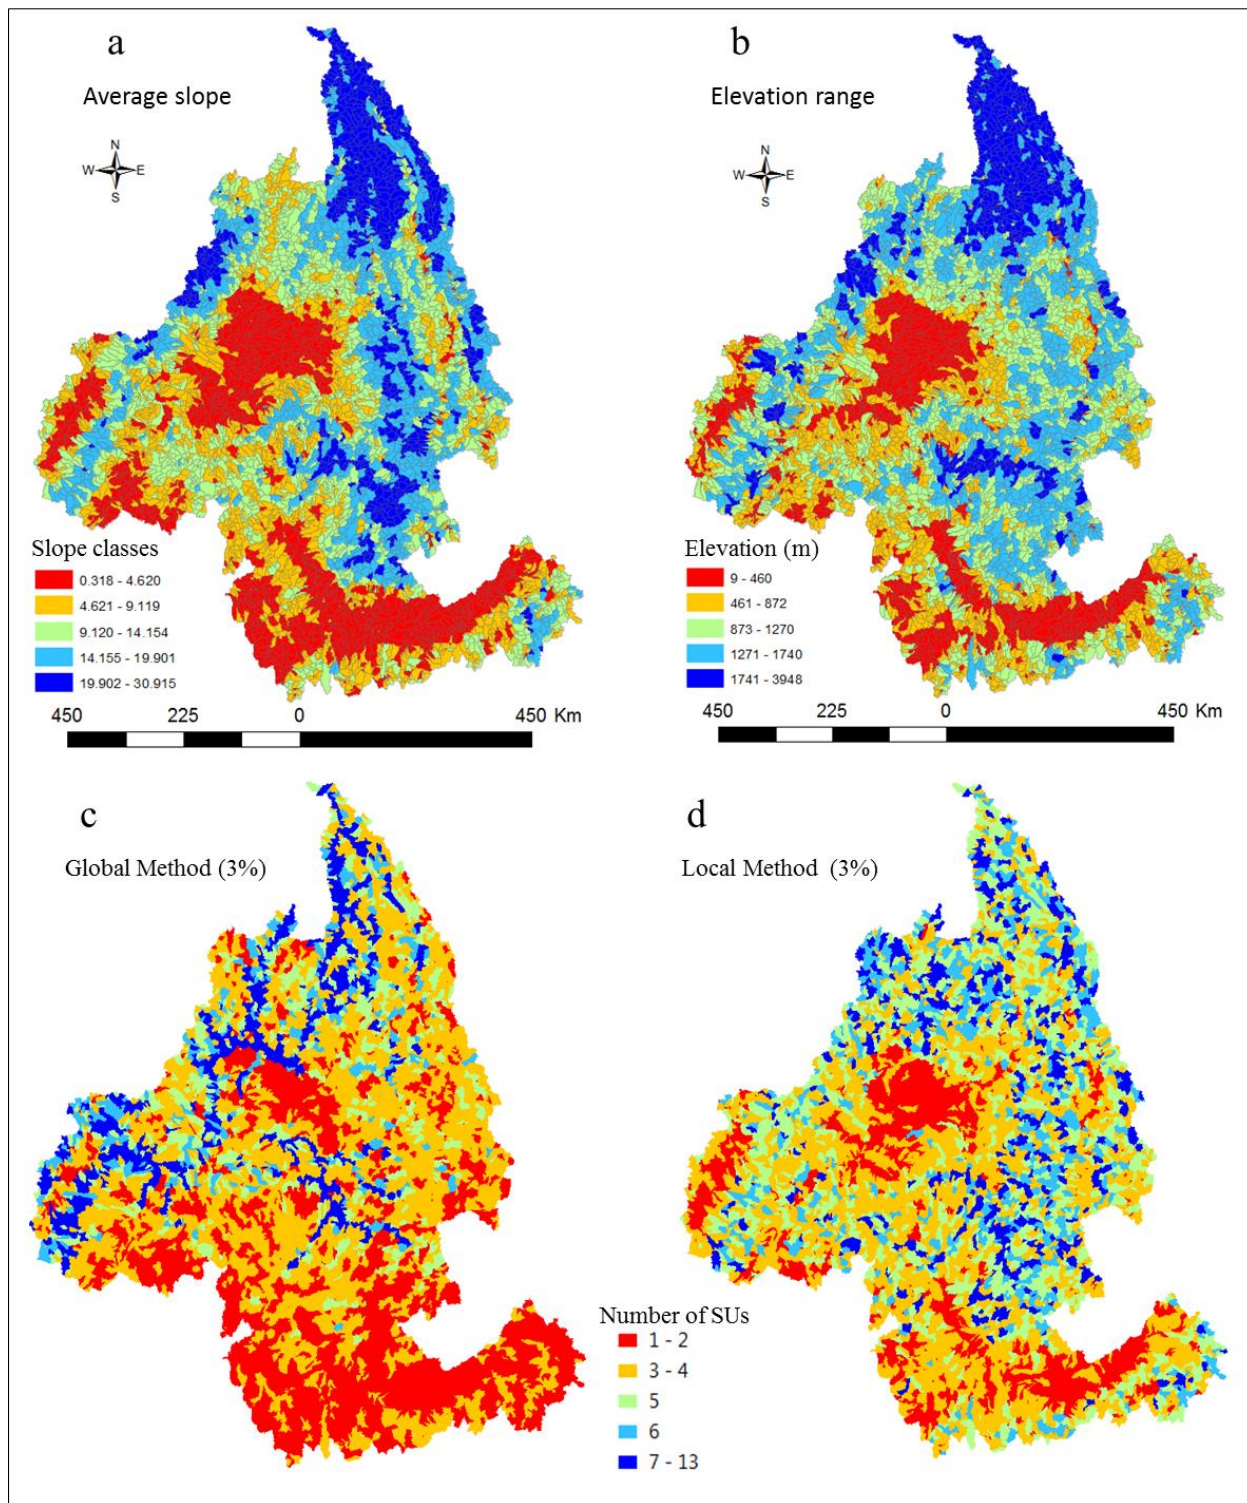 a
Average slope
N
W E
S
Slope classes
0.318 - 4.620
4.621 - 9.119
9.120 - 14.154
14.155 - 19.901
19.902 - 30.915
450 225 0 450 Km
b
Elevation range
N
W E
S
Elevation (m)
9 - 460
461 - 872
873 - 1270
1271 - 1740
1741 - 3948
450 225 0 450 Km
c
Global Method (3%)
d
Local Method (3%)
Number of SUs
1 - 2
3 - 4
5
6
7 - 13